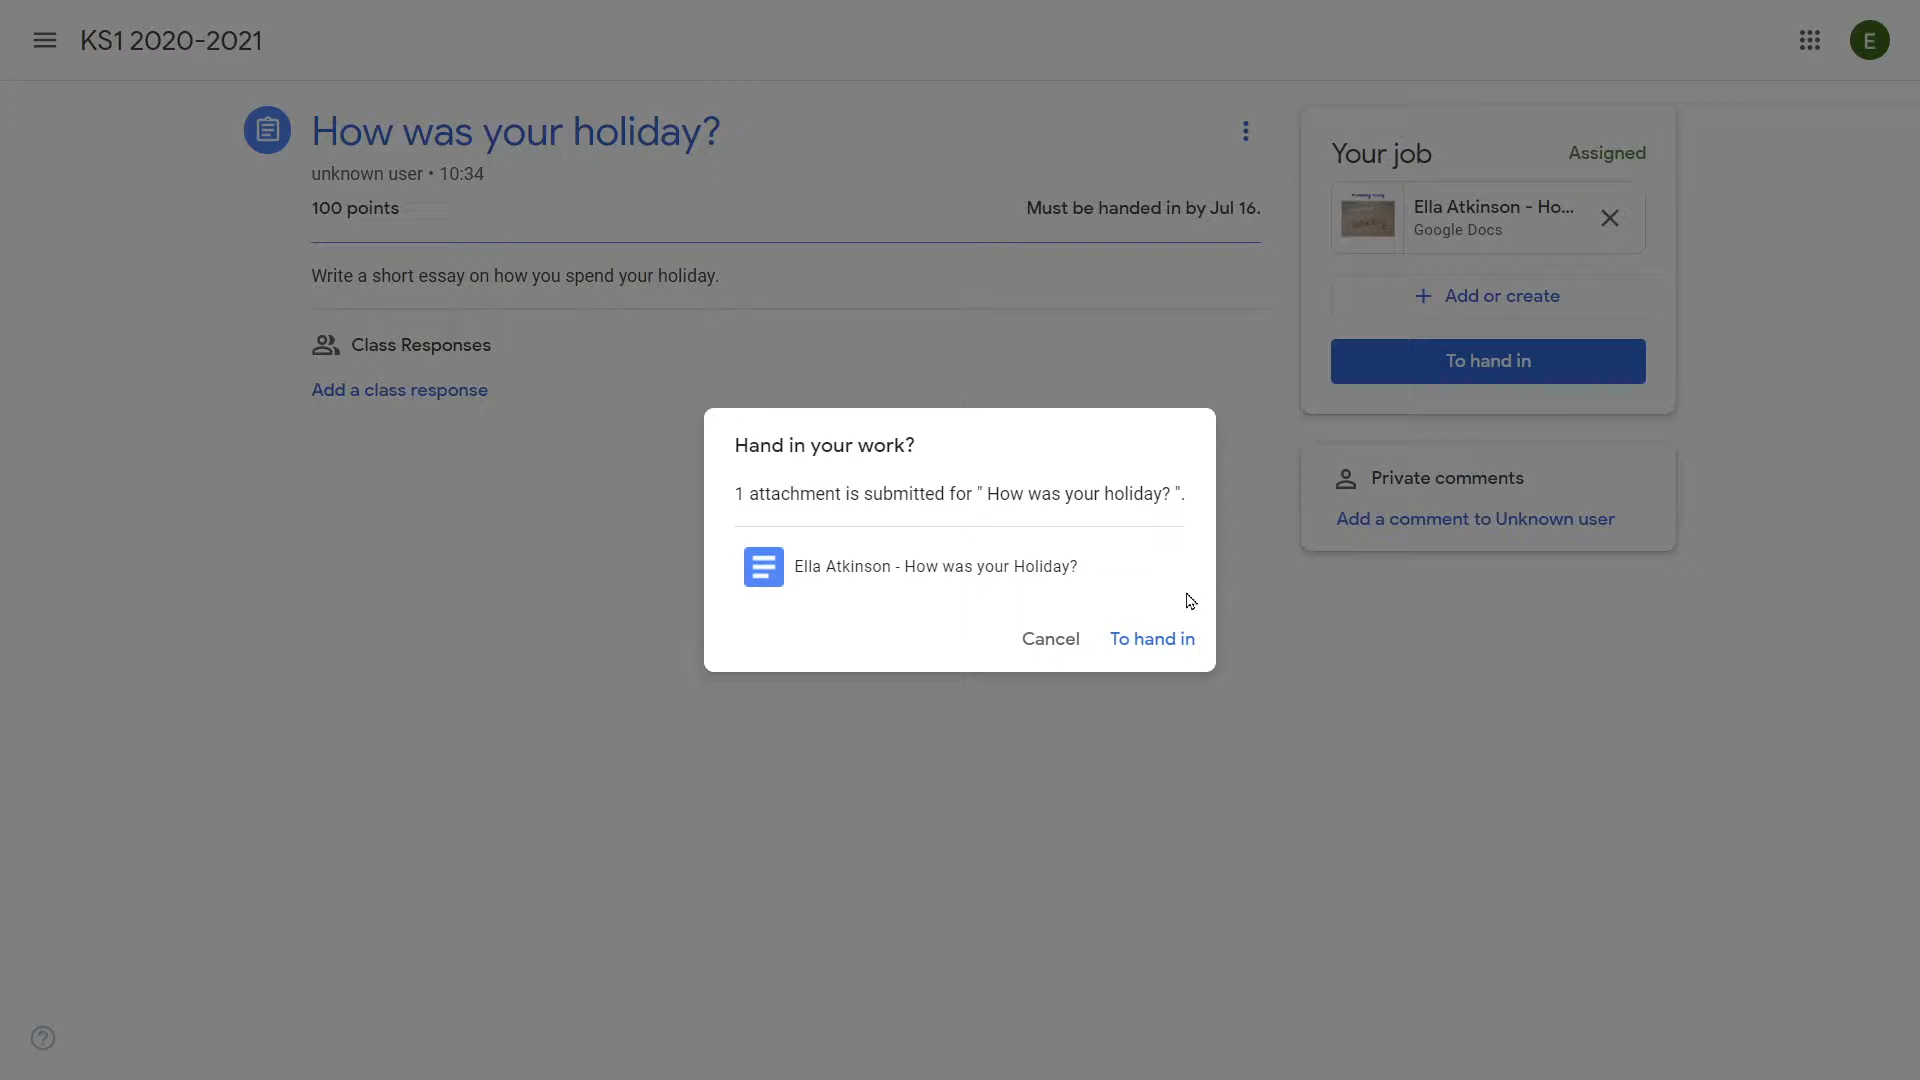 KS1 2020-2021
E
How was your holiday?
unknown user • 10:34
100 points
Must be handed in by Jul 16.
Write a short essay on how you spend your holiday.
Class Responses
Add a class response
Your job
Assigned
Ella Atkinson - Ho...
Google Docs
+ Add or create
To hand in
Private comments
Add a comment to Unknown user
Hand in your work?
1 attachment is submitted for " How was your holiday? ".
Ella Atkinson - How was your Holiday?
Cancel
To hand in